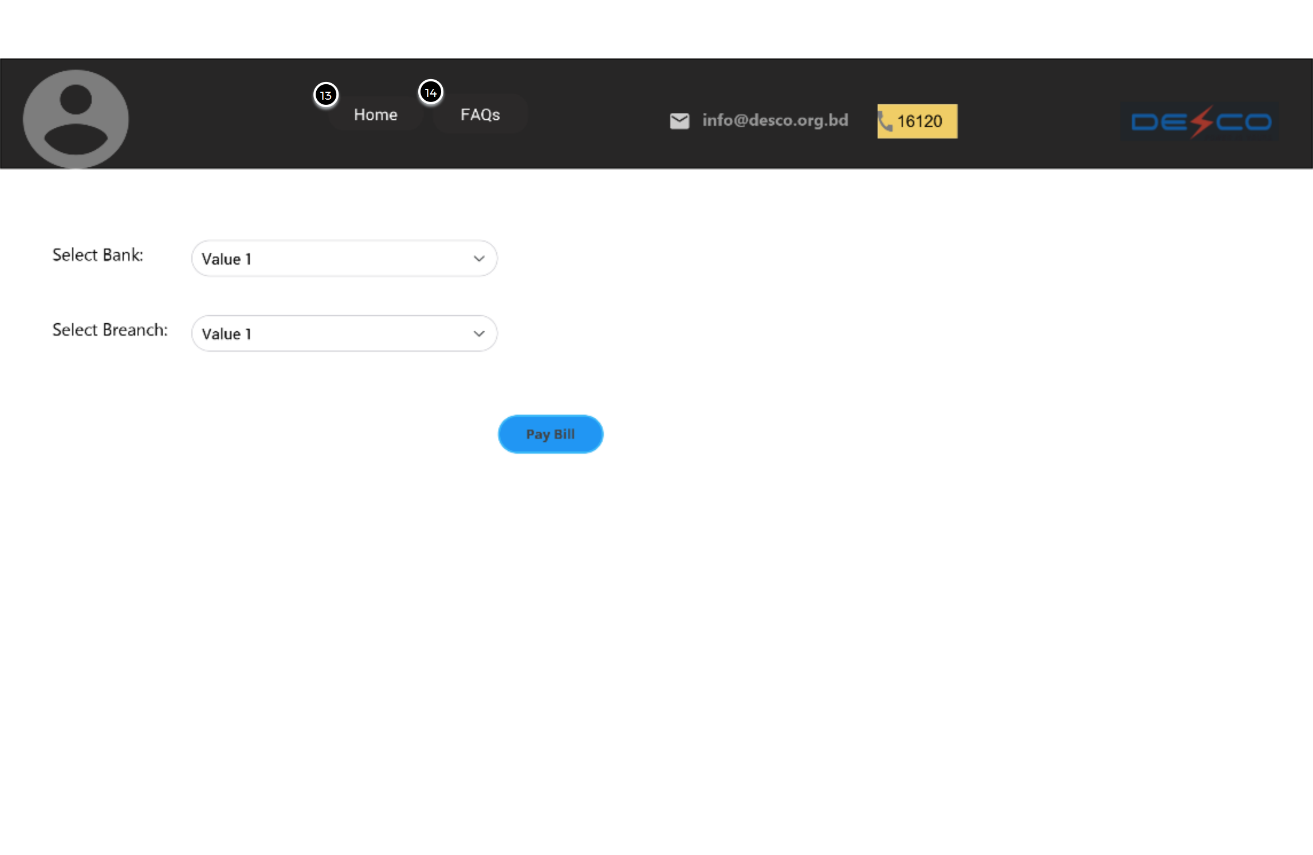 13 Home 14 FAQs info@desco.org.bd 16120 DESCO
Select Bank: Value 1
Select Breanch: Value 1
Pay Bill